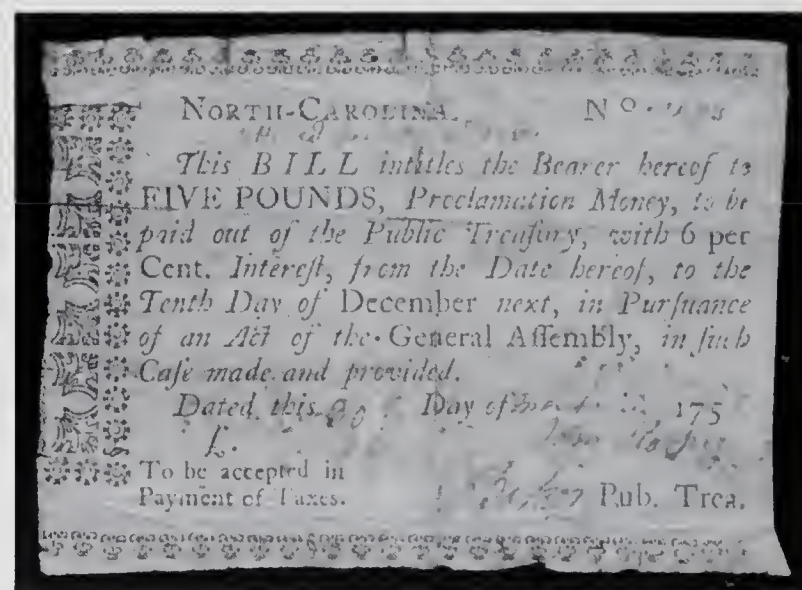 NORTH-CAROLINA. No.
This BILL intitles the Bearer hereof to
FIVE POUNDS, Proclamation Money, to be
paid out of the Public Treaſury, with 6 per
Cent. Intereſt, from the Date hereof, to the
Tenth Day of December next, in Purſuance
of an Act of the General Aſſembly, in ſuch
Caſe made and provided.
Dated this Day of 175
To be accepted in
Payment of Taxes.
Pub. Trea.